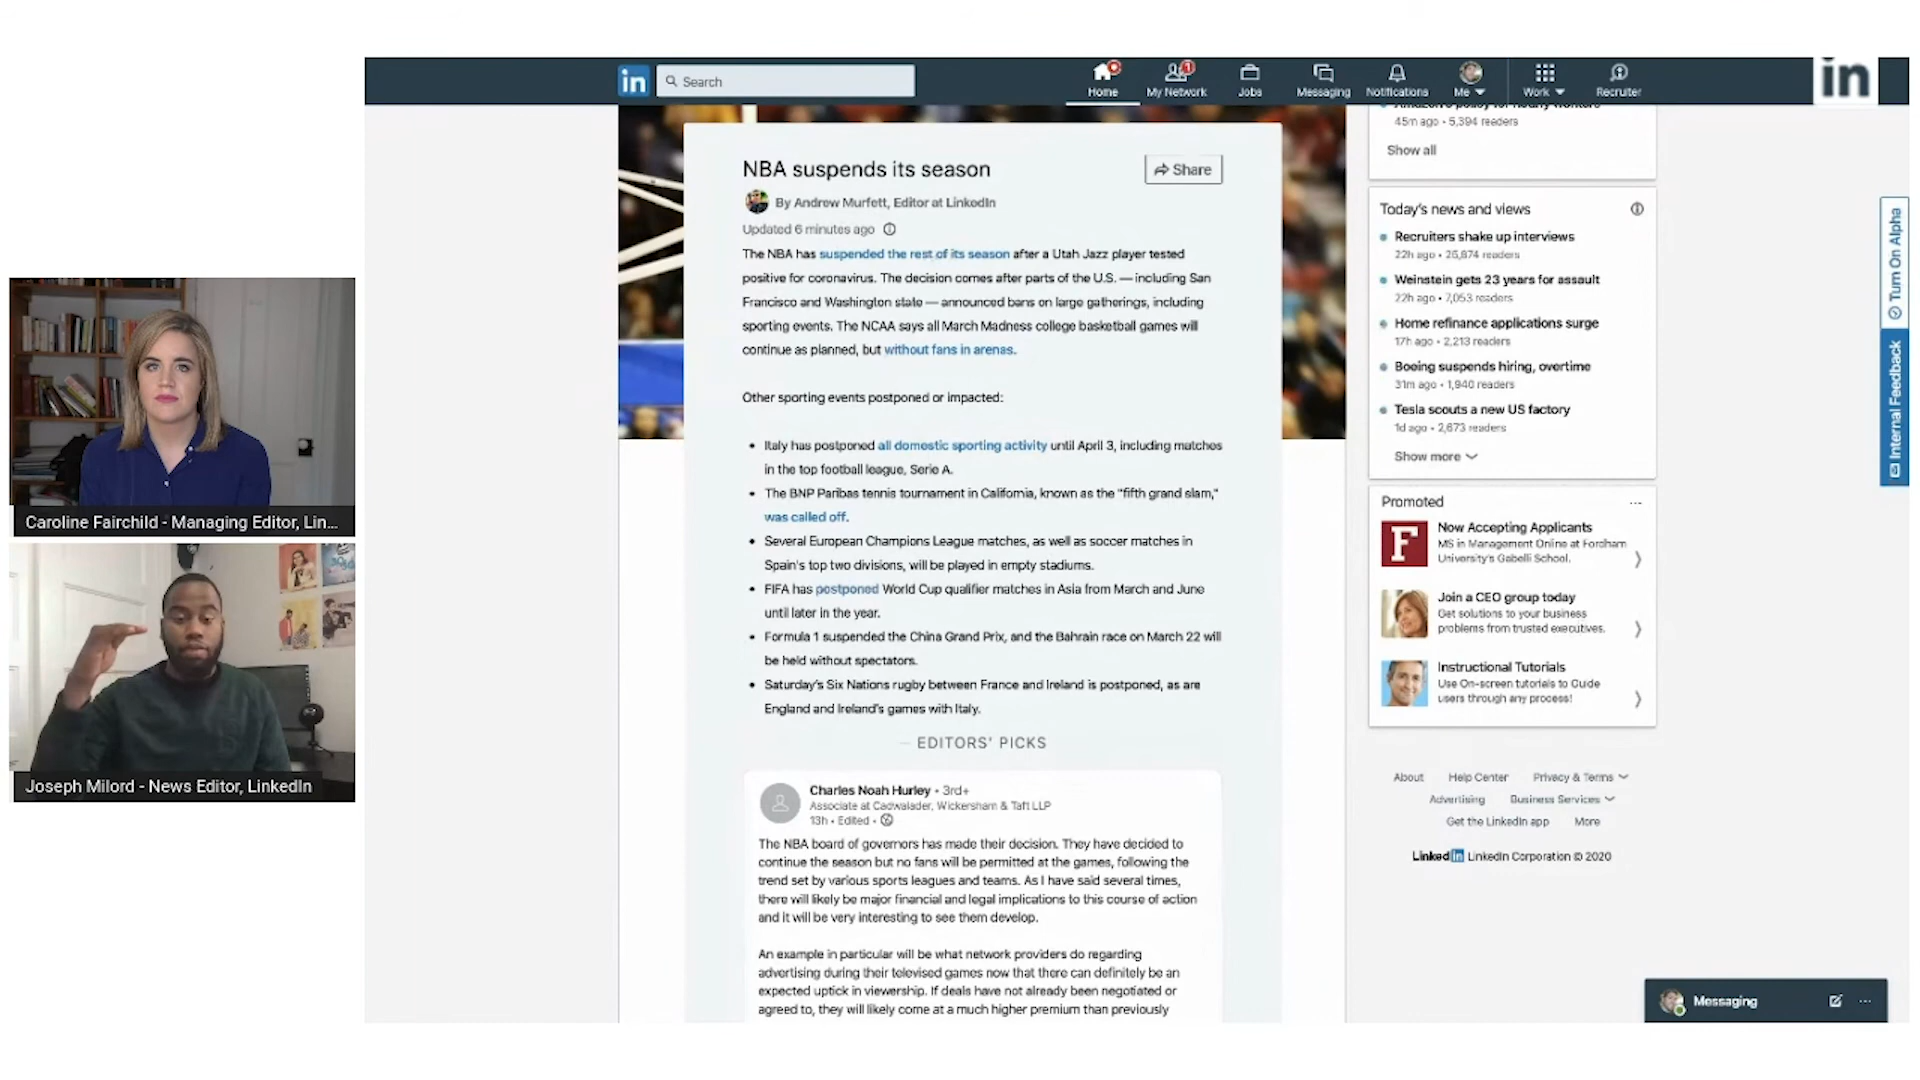 in
Search
Home
My Network
Jobs
Messaging
Notifications
Me
Work
Recruiter
in
NBA suspends its season
Share
By Andrew Murfett, Editor at LinkedIn
Updated 6 minutes ago
The NBA has suspended the rest of its season after a Utah Jazz player tested
positive for coronavirus. The decision comes after parts of the U.S. — including San
Francisco and Washington state — announced bans on large gatherings, including
sporting events. The NCAA says all March Madness college basketball games will
continue as planned, but without fans in arenas.
Other sporting events postponed or impacted:
• Italy has postponed all domestic sporting activity until April 3, including matches
in the top football league, Serie A.
• The BNP Paribas tennis tournament in California, known as the "fifth grand slam,"
was called off.
• Several European Champions League matches, as well as soccer matches in
Spain's top two divisions, will be played in empty stadiums.
• FIFA has postponed World Cup qualifier matches in Asia from March and June
until later in the year.
• Formula 1 suspended the China Grand Prix, and the Bahrain race on March 22 will
be held without spectators.
• Saturday's Six Nations rugby between France and Ireland is postponed, as are
England and Ireland's games with Italy.
— EDITORS' PICKS
Charles Noah Hurley • 3rd+
Associate at Cadwalader, Wickersham & Taft LLP
13h • Edited •
The NBA board of governors has made their decision. They have decided to
continue the season but no fans will be permitted at the games, following the
trend set by various sports leagues and teams. As I have said several times,
there will likely be major financial and legal implications to this course of action
and it will be very interesting to see them develop.
An example in particular will be what network providers do regarding
advertising during their televised games now that there can definitely be an
expected uptick in viewership. If deals have not already been negotiated or
agreed to, they will likely come at a much higher premium than previously
Amazon's policy for hourly workers
45m ago • 5,394 readers
Show all
Today's news and views
Recruiters shake up interviews
22h ago • 26,874 readers
Weinstein gets 23 years for assault
22h ago • 7,053 readers
Home refinance applications surge
17h ago • 2,213 readers
Boeing suspends hiring, overtime
31m ago • 1,940 readers
Tesla scouts a new US factory
1d ago • 2,673 readers
Show more
Promoted
F
Now Accepting Applicants
MS in Management Online at Fordham
University's Gabelli School.
Join a CEO group today
Get solutions to your business
problems from trusted executives.
Instructional Tutorials
Use On-screen tutorials to Guide
users through any process!
About Help Center Privacy & Terms
Advertising Business Services
Get the LinkedIn app More
Linkedin LinkedIn Corporation © 2020
Turn On Alpha
Internal Feedback
Messaging
Caroline Fairchild - Managing Editor, Lin...
Joseph Milord - News Editor, LinkedIn